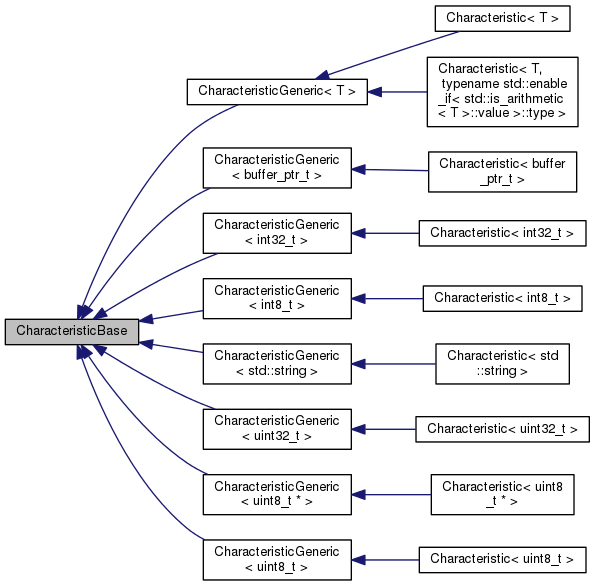 Characteristic< T >
CharacteristicGeneric< T >
Characteristic< T,
typename std::enable
_if< std::is_arithmetic
< T >::value >::type >
CharacteristicGeneric
< buffer_ptr_t >
Characteristic< buffer
_ptr_t >
CharacteristicGeneric
< int32_t >
Characteristic< int32_t >
CharacteristicGeneric
< int8_t >
Characteristic< int8_t >
CharacteristicBase
CharacteristicGeneric
< std::string >
Characteristic< std
::string >
CharacteristicGeneric
< uint32_t >
Characteristic< uint32_t >
CharacteristicGeneric
< uint8_t * >
Characteristic< uint8
_t * >
CharacteristicGeneric
< uint8_t >
Characteristic< uint8_t >